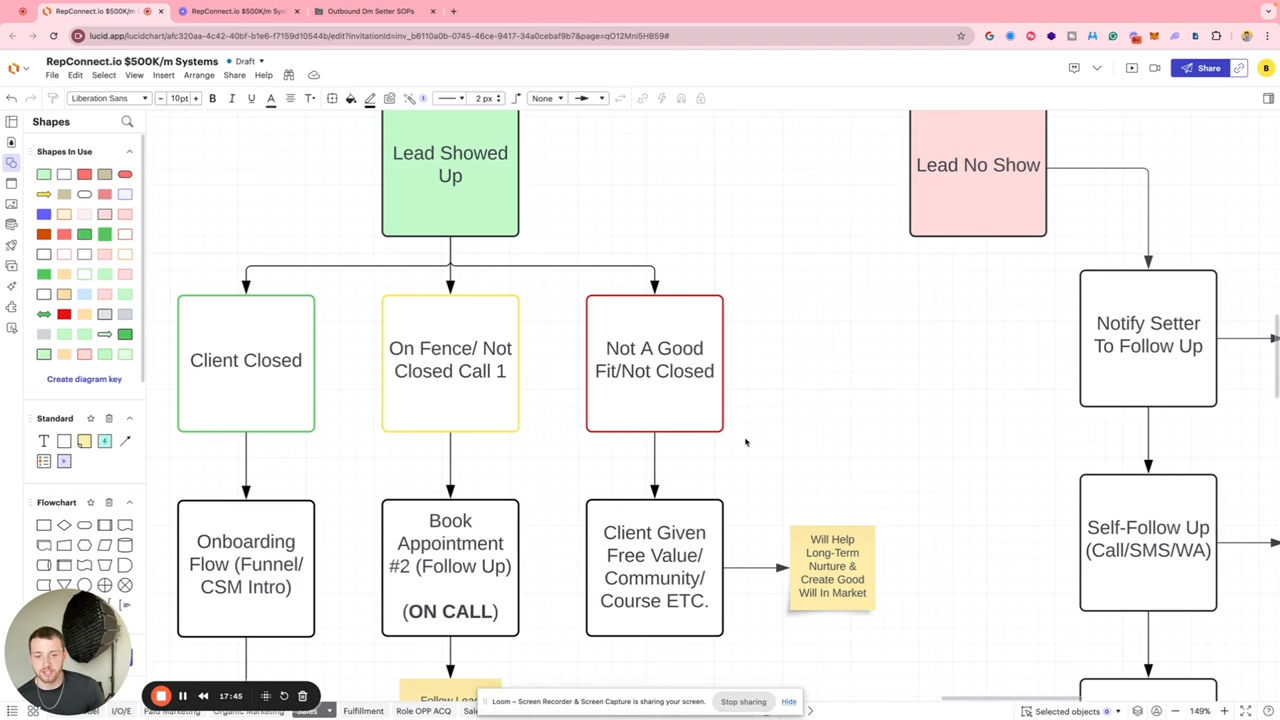 RepConnect.io $500K/m
RepConnect.io $500K/m Syst
Outbound Dm Setter SOPs
lucid.app/lucidchart/afc320aa-4c42-40bf-b1e6-f7159d10544b/edit?invitationId=inv_b6110a0b-0745-46ce-9417-34a0cebaf9b7&page=qO12Mni5HB59#
RepConnect.io $500K/m Systems
Draft
File Edit Select View Insert Arrange Share Help
Share
B
Liberation Sans
10pt
2 px
None
Shapes
Shapes In Use
Create diagram key
Standard
Flowchart
Lead Showed
Up
Lead No Show
Client Closed
On Fence/ Not
Closed Call 1
Not A Good
Fit/Not Closed
Notify Setter
To Follow Up
Onboarding
Flow (Funnel/
CSM Intro)
Book
Appointment
#2 (Follow Up)
(ON CALL)
Client Given
Free Value/
Community/
Course ETC.
Will Help
Long-Term
Nurture &
Create Good
Will In Market
Self-Follow Up
(Call/SMS/WA)
17:45
Loom – Screen Recorder & Screen Capture is sharing your screen.
Stop sharing
Hide
I/O/E
Fulfillment
Role OPP ACQ
Selected objects
149%